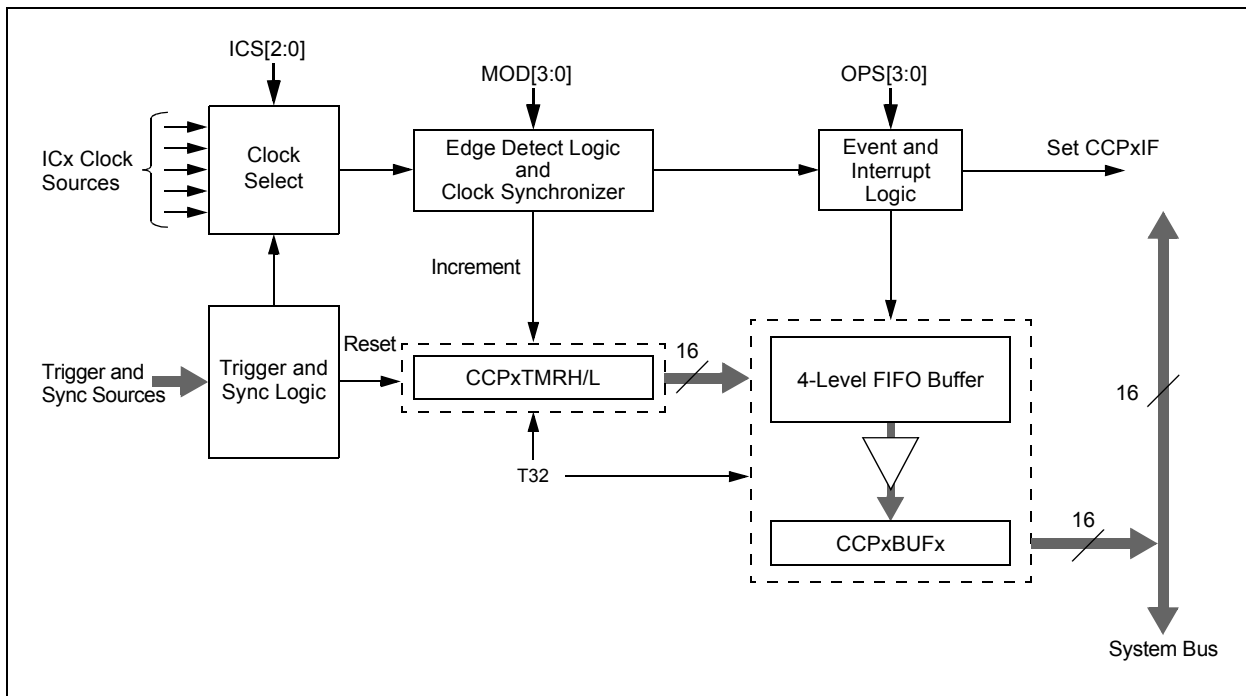 ICS[2:0]
MOD[3:0]
OPS[3:0]
ICx Clock
Sources
Clock
Select
Edge Detect Logic
and
Clock Synchronizer
Event and
Interrupt
Logic
Set CCPxIF
Increment
Trigger and
Sync Sources
Trigger and
Sync Logic
Reset
CCPxTMRH/L
16
4-Level FIFO Buffer
16
T32
CCPxBUFx
16
System Bus